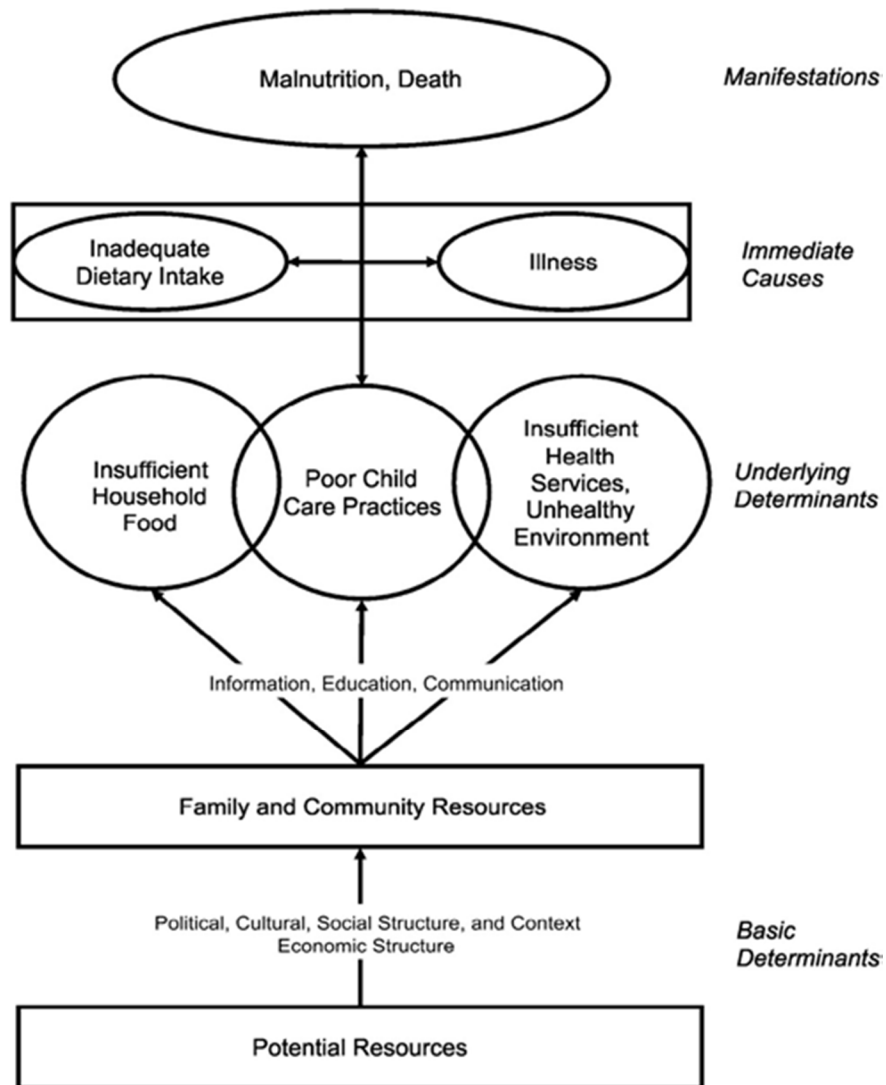 Malnutrition, Death
Manifestations
Inadequate
Dietary Intake
Illness
Immediate
Causes
Insufficient
Household
Food
Poor Child
Care Practices
Insufficient
Health
Services,
Unhealthy
Environment
Underlying
Determinants
Information, Education, Communication
Family and Community Resources
Political, Cultural, Social Structure, and Context
Economic Structure
Basic
Determinants
Potential Resources